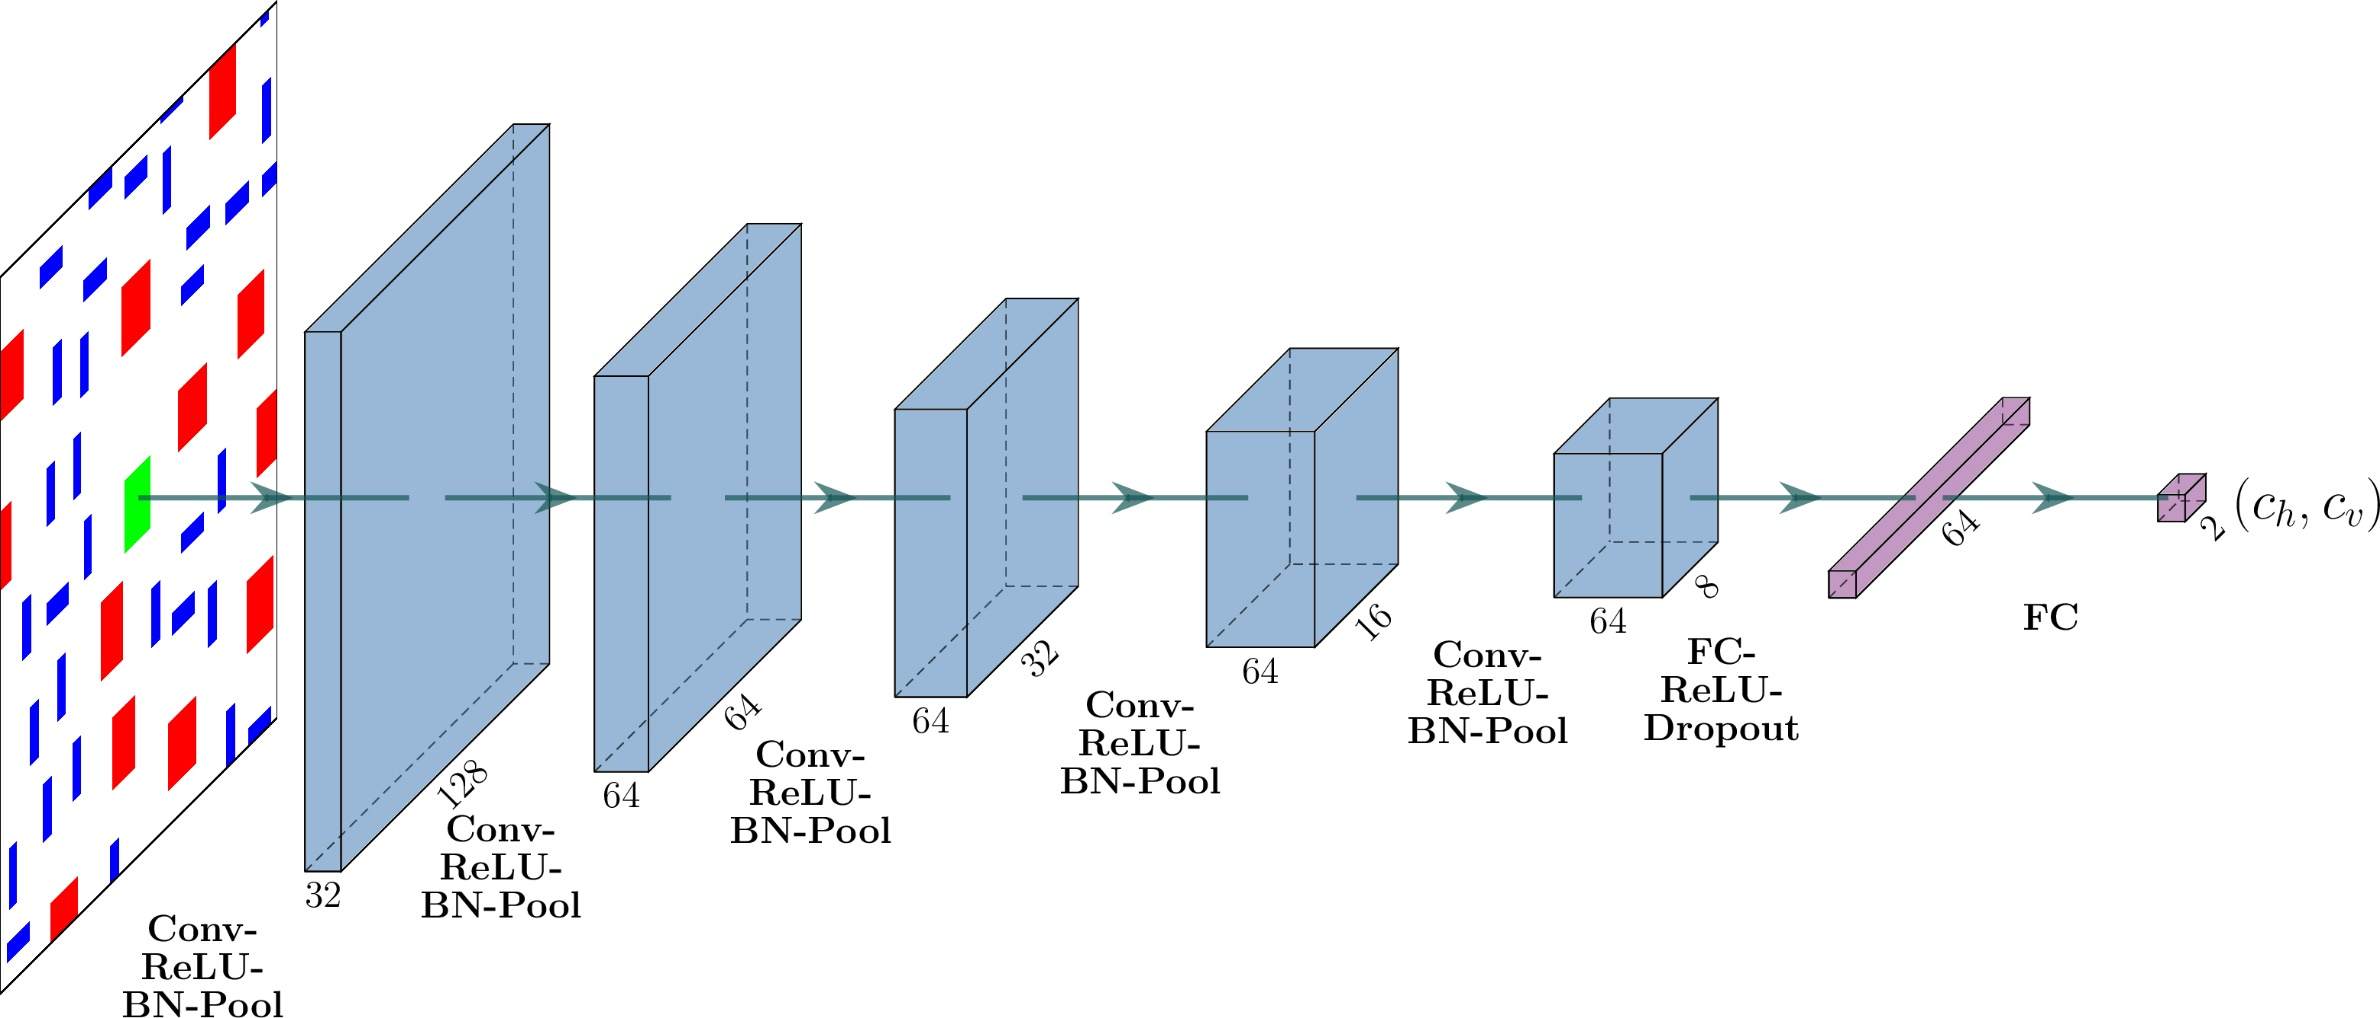 Conv-
ReLU-
BN-Pool
32
128
Conv-
ReLU-
BN-Pool
64
64
Conv-
ReLU-
BN-Pool
64
32
Conv-
ReLU-
BN-Pool
64
16
Conv-
ReLU-
BN-Pool
64
8
FC-
ReLU-
Dropout
64
FC
2
(c_h, c_v)